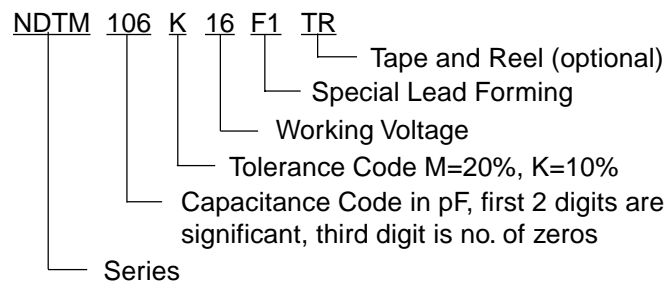 NDTM 106 K 16 F1 TR
Tape and Reel (optional)
Special Lead Forming
Working Voltage
Tolerance Code M=20%, K=10%
Capacitance Code in pF, first 2 digits are
significant, third digit is no. of zeros
Series